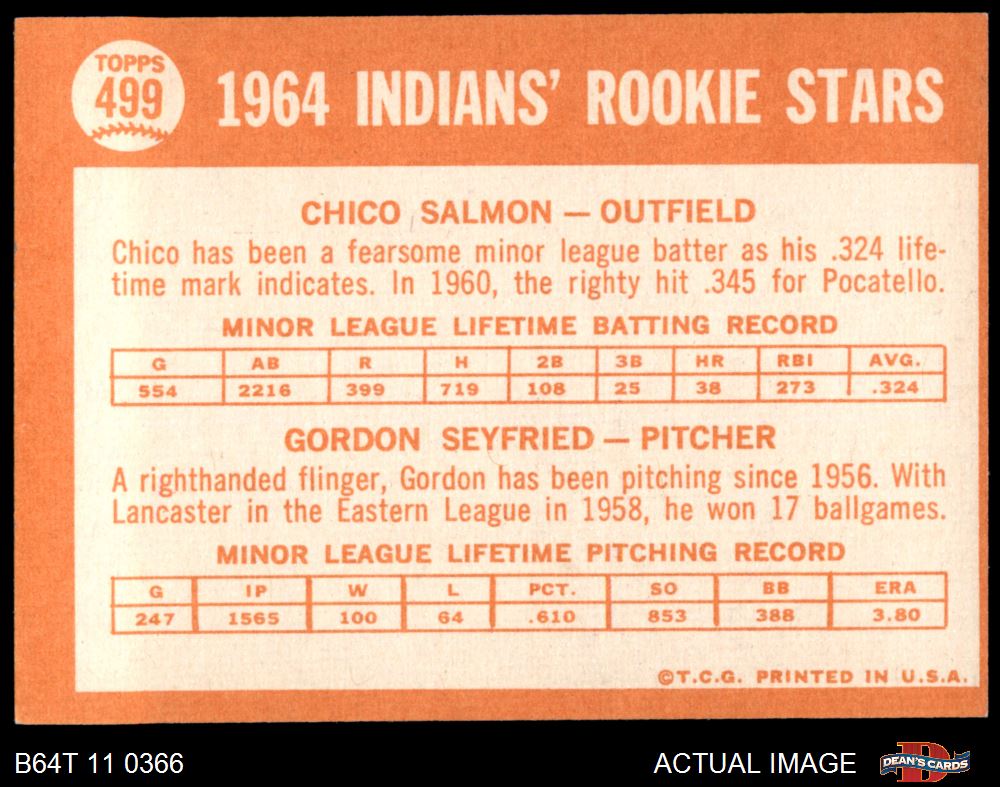 TOPPS
499
1964 INDIANS' ROOKIE STARS
CHICO SALMON — OUTFIELD
Chico has been a fearsome minor league batter as his .324 life-
time mark indicates. In 1960, the righty hit .345 for Pocatello.
MINOR LEAGUE LIFETIME BATTING RECORD
G AB R H 2B 3B HR RBI AVG.
554 2216 399 719 108 25 38 273 .324
GORDON SEYFRIED — PITCHER
A righthanded flinger, Gordon has been pitching since 1956. With
Lancaster in the Eastern League in 1958, he won 17 ballgames.
MINOR LEAGUE LIFETIME PITCHING RECORD
G IP W L PCT. SO BB ERA
247 1565 100 64 .610 853 388 3.80
©T.C.G. PRINTED IN U.S.A.
B64T 11 0366 ACTUAL IMAGE DEAN'S CARDS